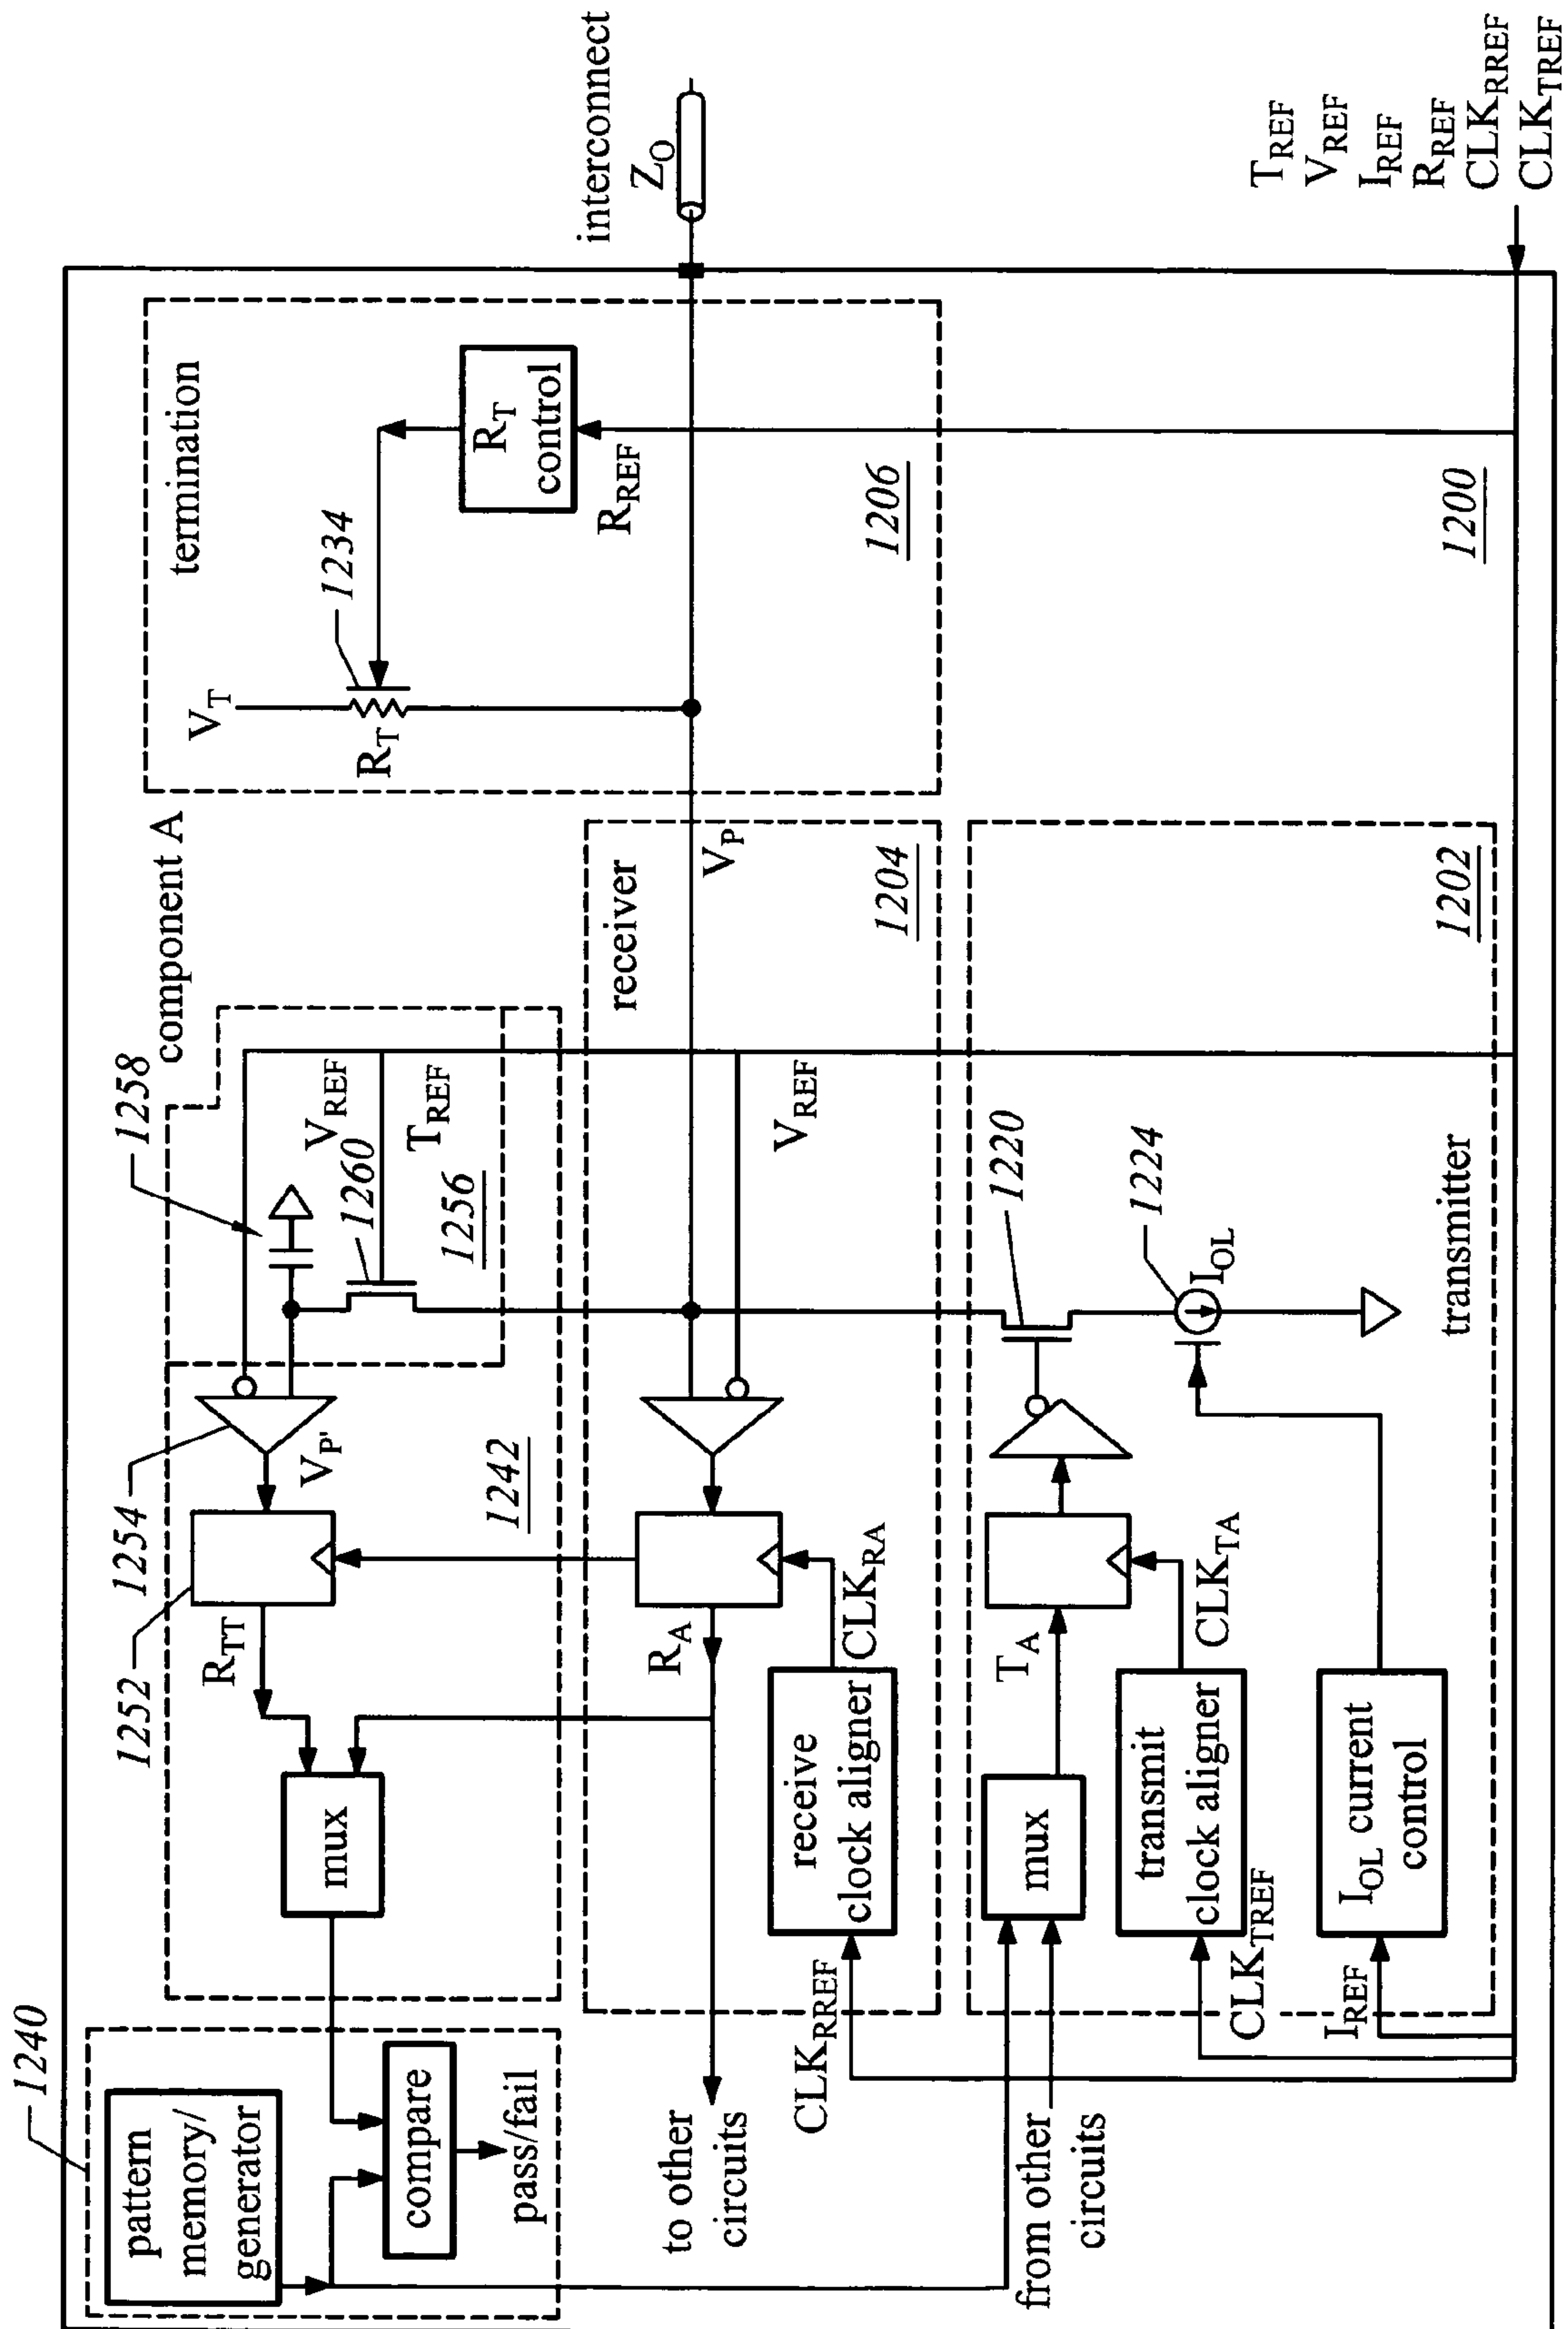 1240
pattern
memory/
generator
compare
pass/fail
mux
1252
R_TT
1254
V_P'
1242
1258
V_REF
1260
T_REF
1256
component A
termination
V_T
R_T
1234
R_T
control
R_REF
1206
interconnect
Z_O
to other
circuits
R_A
receive
clock aligner
CLK_RREF
CLK_RA
receiver
V_REF
V_P
1204
from other
circuits
mux
T_A
transmit
clock aligner
CLK_TREF
CLK_TA
I_OL current
control
I_REF
1220
1224
I_OL
transmitter
1202
1200
T_REF
V_REF
I_REF
R_REF
CLK_RREF
CLK_TREF